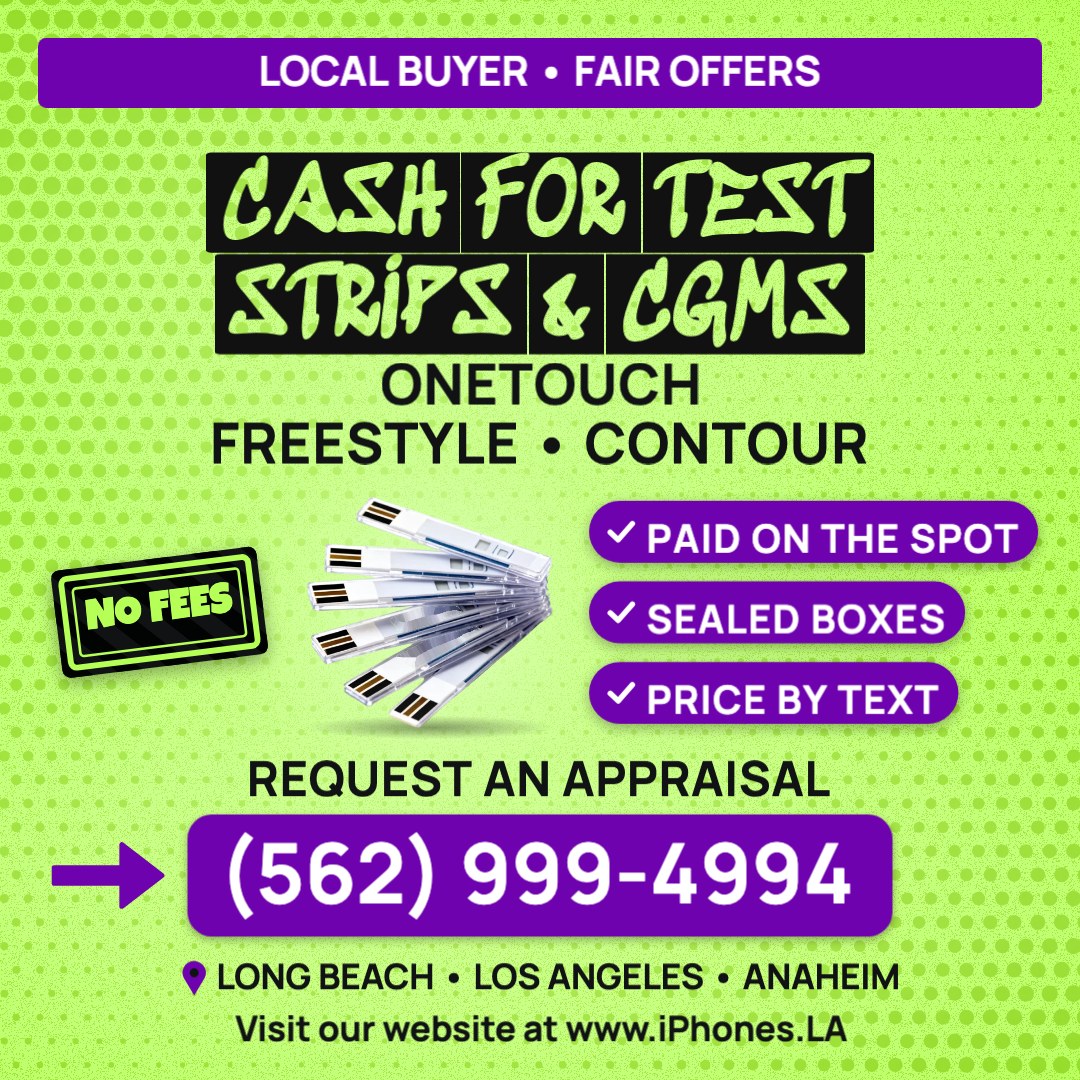 LOCAL BUYER • FAIR OFFERS
CASH FOR TEST
STRIPS & CGMS
ONETOUCH
FREESTYLE • CONTOUR
NO FEES
PAID ON THE SPOT
SEALED BOXES
PRICE BY TEXT
REQUEST AN APPRAISAL
(562) 999-4994
LONG BEACH • LOS ANGELES • ANAHEIM
Visit our website at www.iPhones.LA